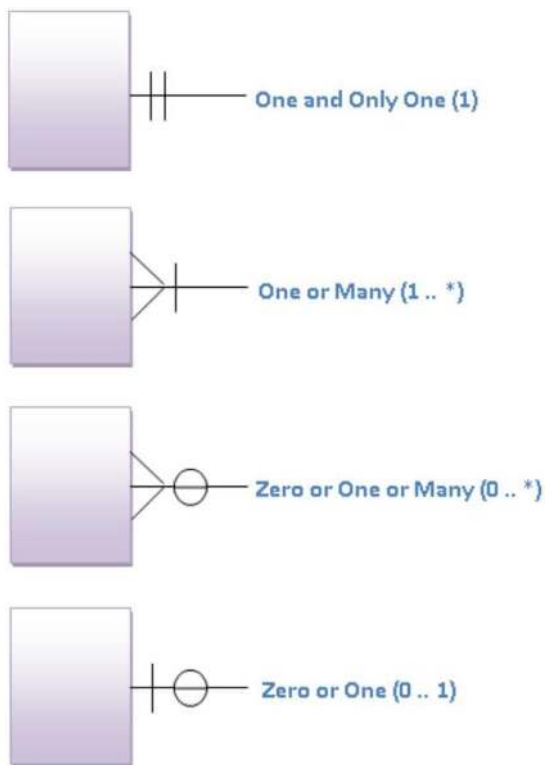 One and Only One (1)
One or Many (1 .. *)
Zero or One or Many (0 .. *)
Zero or One (0 .. 1)